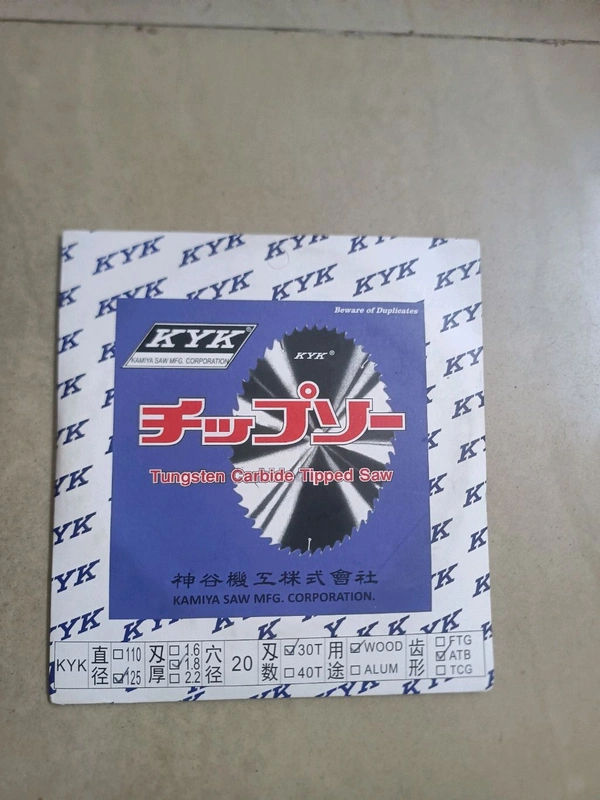 KYK KYK KYK KYK
Beware of Duplicates
KYK®
KAMIYA SAW MFG. CORPORATION
KYK®
チップソー
Tungsten Carbide Tipped Saw
神谷機工株式會社
KAMIYA SAW MFG. CORPORATION.
KYK 直径 □110 ☑125 刃厚 □1.6 ☑1.8 □2.2 穴径 20 刃数 ☑30T □40T 用途 ☑WOOD □ALUM 齿形 □FTG ☑ATB □TCG